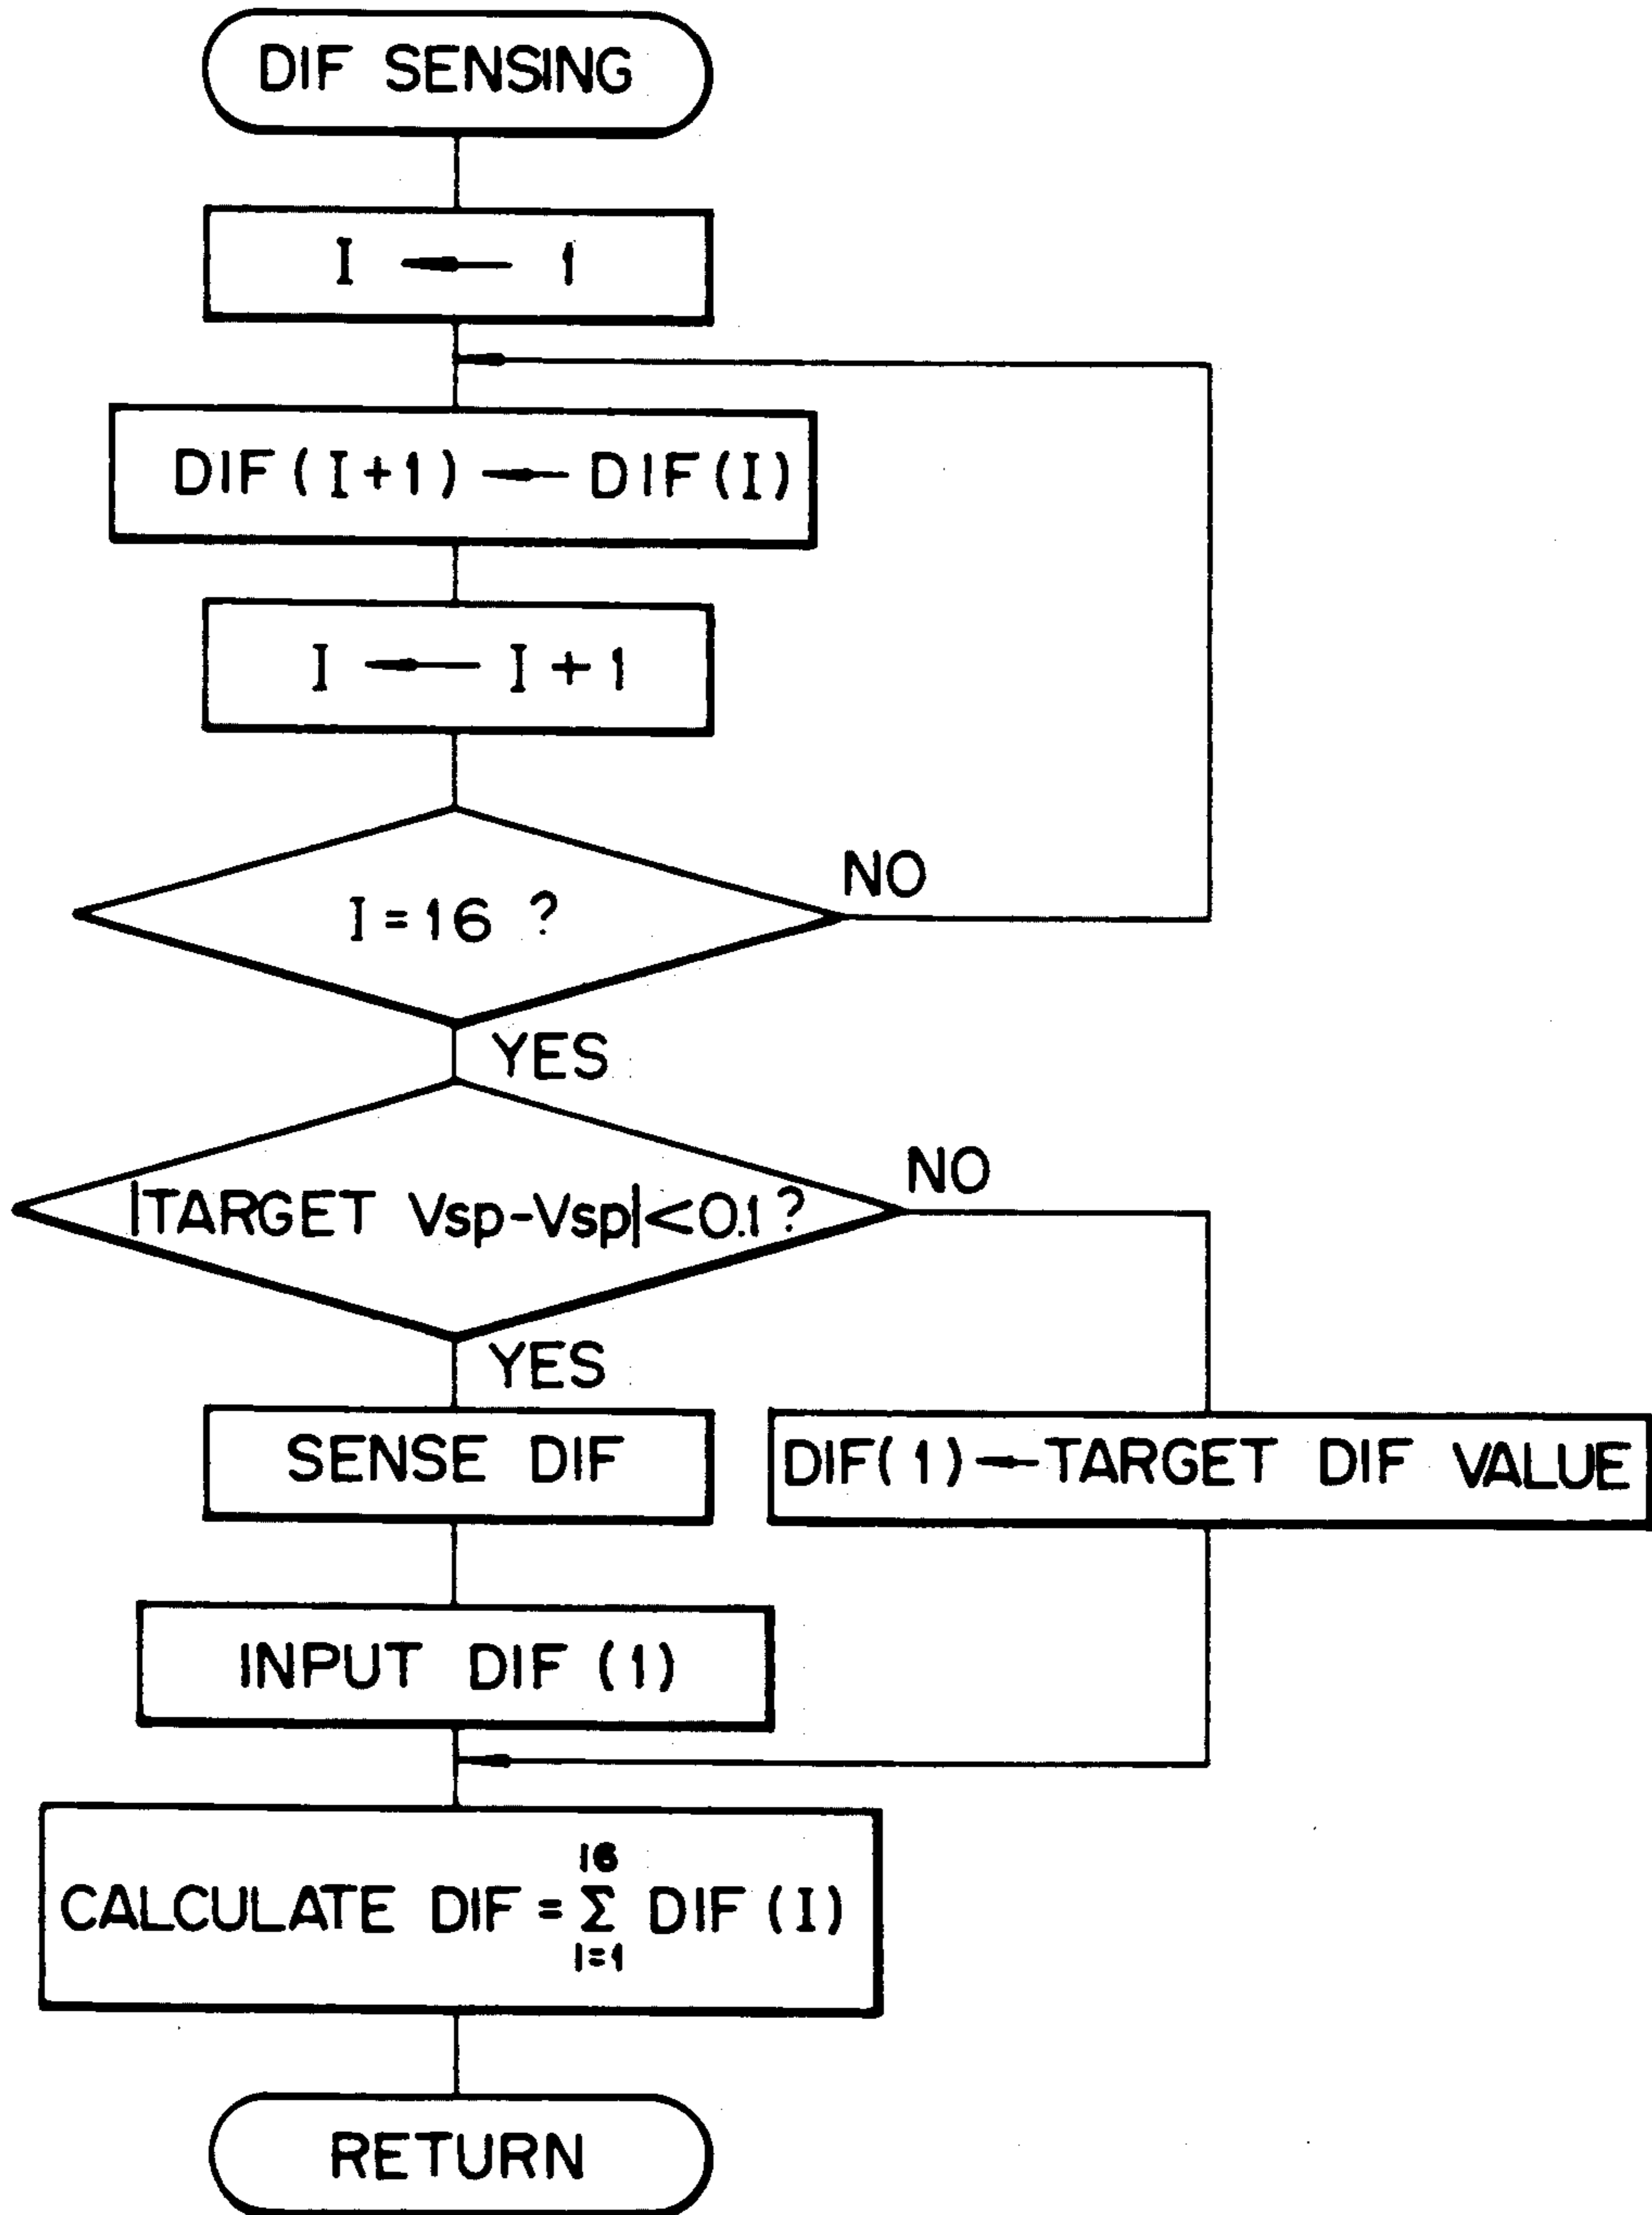 DIF SENSING
I ← 1
DIF(I+1) ← DIF(I)
I ← I+1
I=16 ?
NO
YES
|TARGET Vsp-Vsp|<0.1?
NO
YES
SENSE DIF
DIF(1)←TARGET DIF VALUE
INPUT DIF (1)
16
CALCULATE DIF = Σ DIF (I)
I=1
RETURN